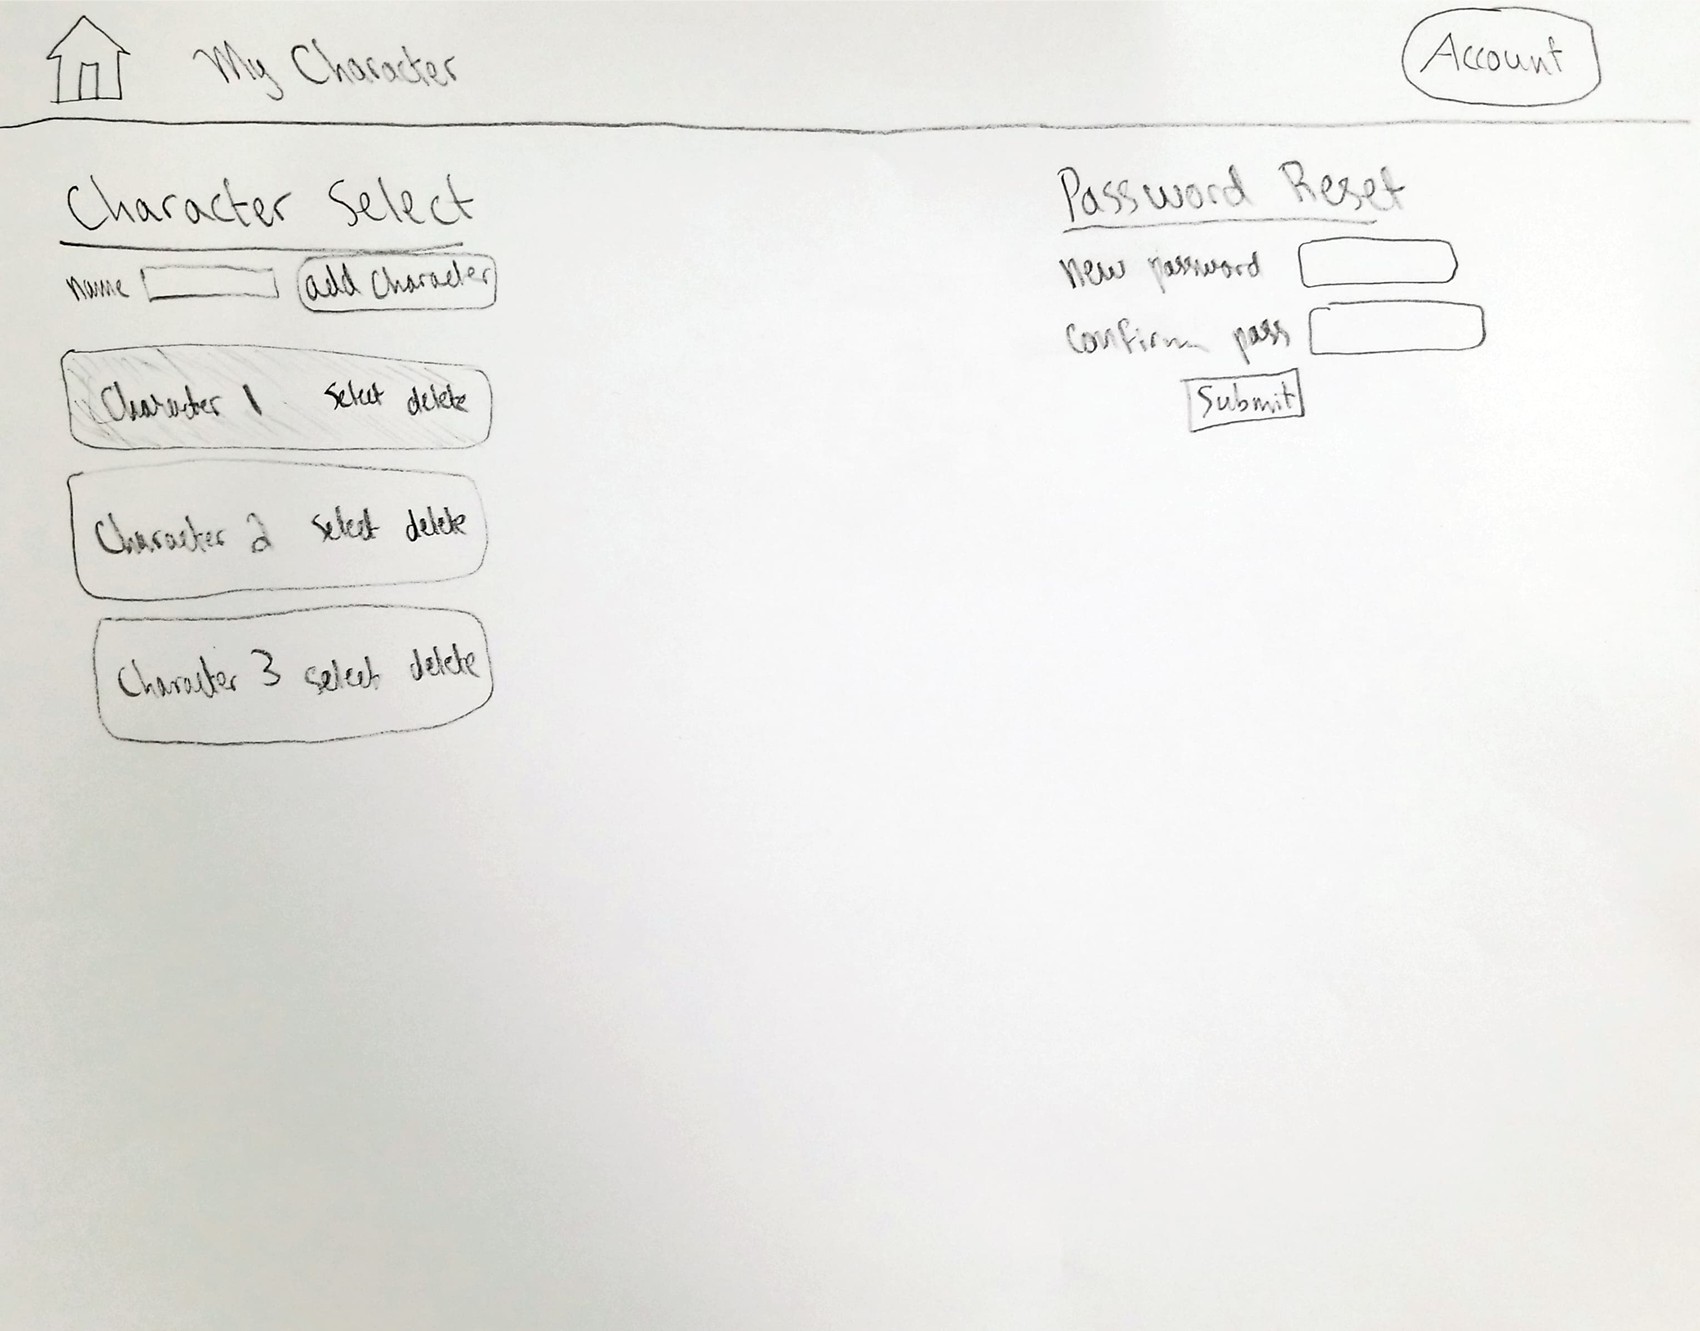 My Character
Account
Character Select
name add Character
Character 1 select delete
Character 2 select delete
Character 3 select delete
Password Reset
new password
Confirm pass
Submit